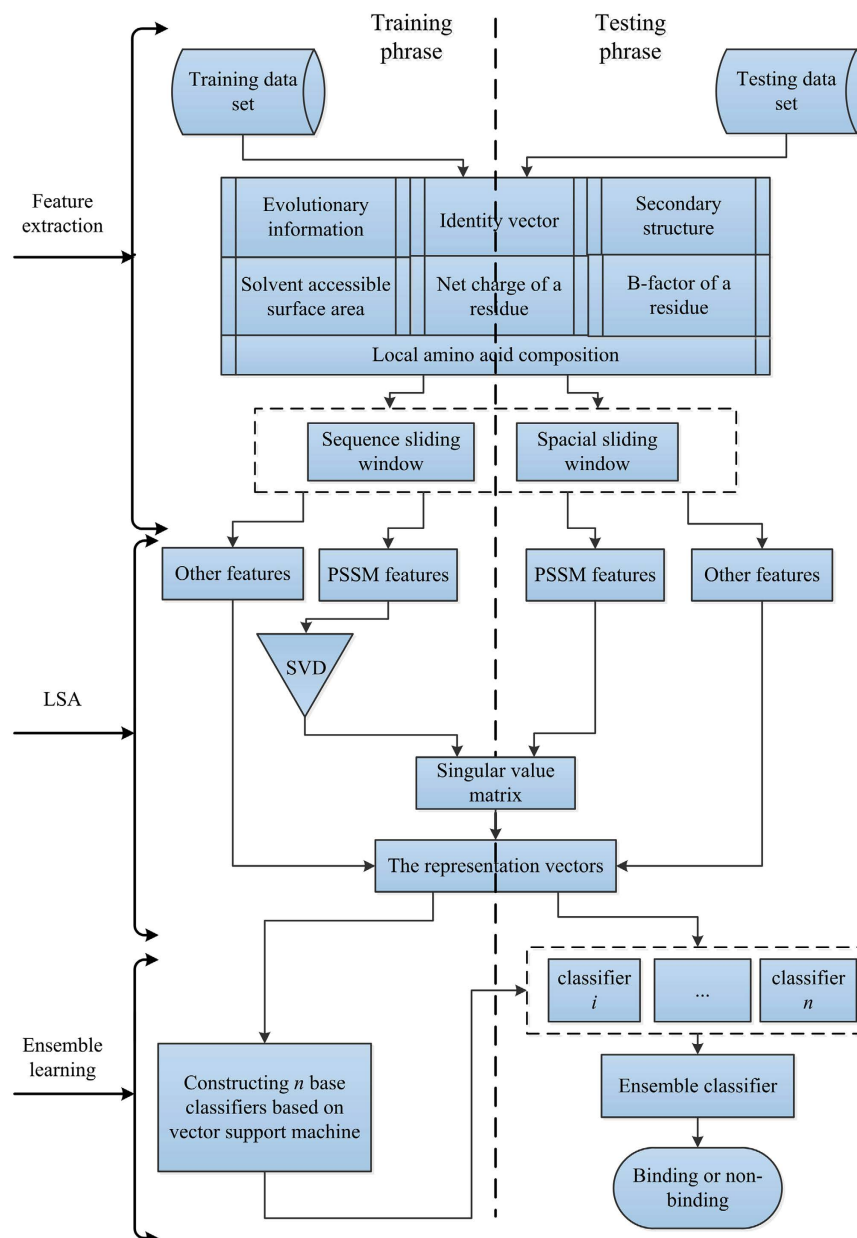 Training
phrase
Testing
phrase
Training data
set
Testing data
set
Feature
extraction
Evolutionary
information
Identity vector
Secondary
structure
Solvent accessible
surface area
Net charge of a
residue
B-factor of a
residue
Local amino acid composition
Sequence sliding
window
Spacial sliding
window
Other features
PSSM features
PSSM features
Other features
SVD
LSA
Singular value
matrix
The representation vectors
classifier
i
...
classifier
n
Ensemble
learning
Constructing n base
classifiers based on
vector support machine
Ensemble classifier
Binding or non-
binding